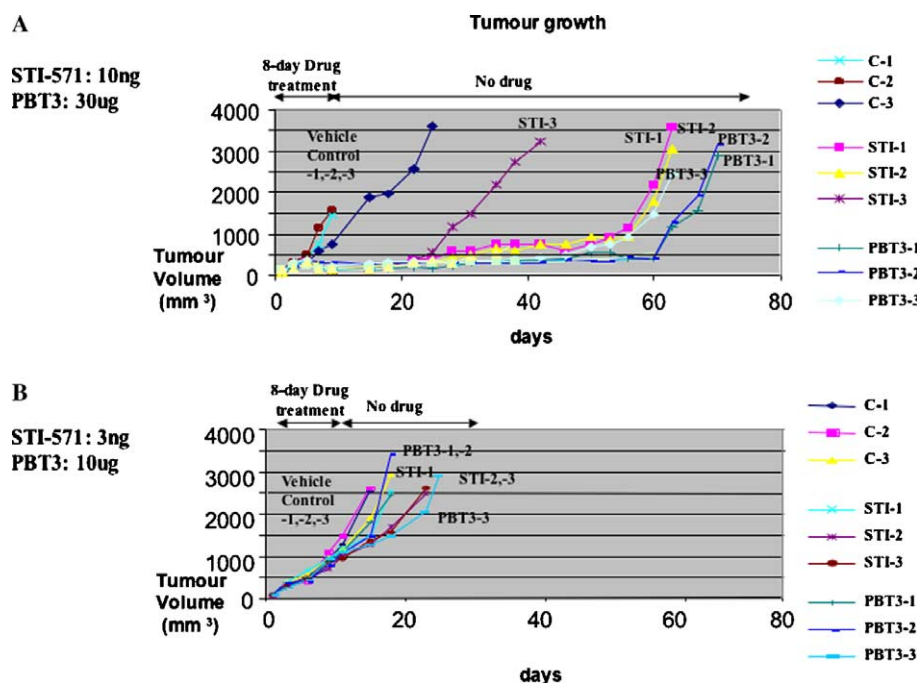 A
Tumour growth
STI-571: 10ng
PBT3: 30ug
8-day Drug
treatment
No drug
4000
3000
2000
1000
0
Tumour
Volume
(mm³)
Vehicle
Control
-1,-2,-3
STI-3
STI-1
STI-2
PBT3-2
PBT3-1
PBT3-3
0
20
40
60
80
days
C-1
C-2
C-3
STI-1
STI-2
STI-3
PBT3-1
PBT3-2
PBT3-3
B
STI-571: 3ng
PBT3: 10ug
8-day Drug
treatment
No drug
4000
3000
2000
1000
0
Tumour
Volume
(mm³)
Vehicle
Control
-1,-2,-3
PBT3-1,-2
STI-1
STI-2,-3
PBT3-3
0
20
40
60
80
days
C-1
C-2
C-3
STI-1
STI-2
STI-3
PBT3-1
PBT3-2
PBT3-3